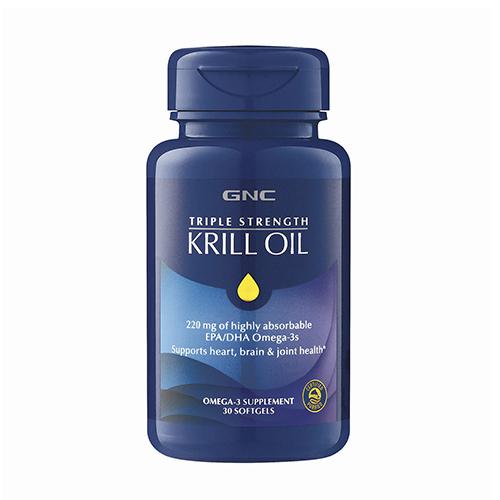 GNC
TRIPLE STRENGTH
KRILL OIL
220 mg of highly absorbable
EPA/DHA Omega-3s
Supports heart, brain & joint health*
OMEGA-3 SUPPLEMENT
30 SOFTGELS